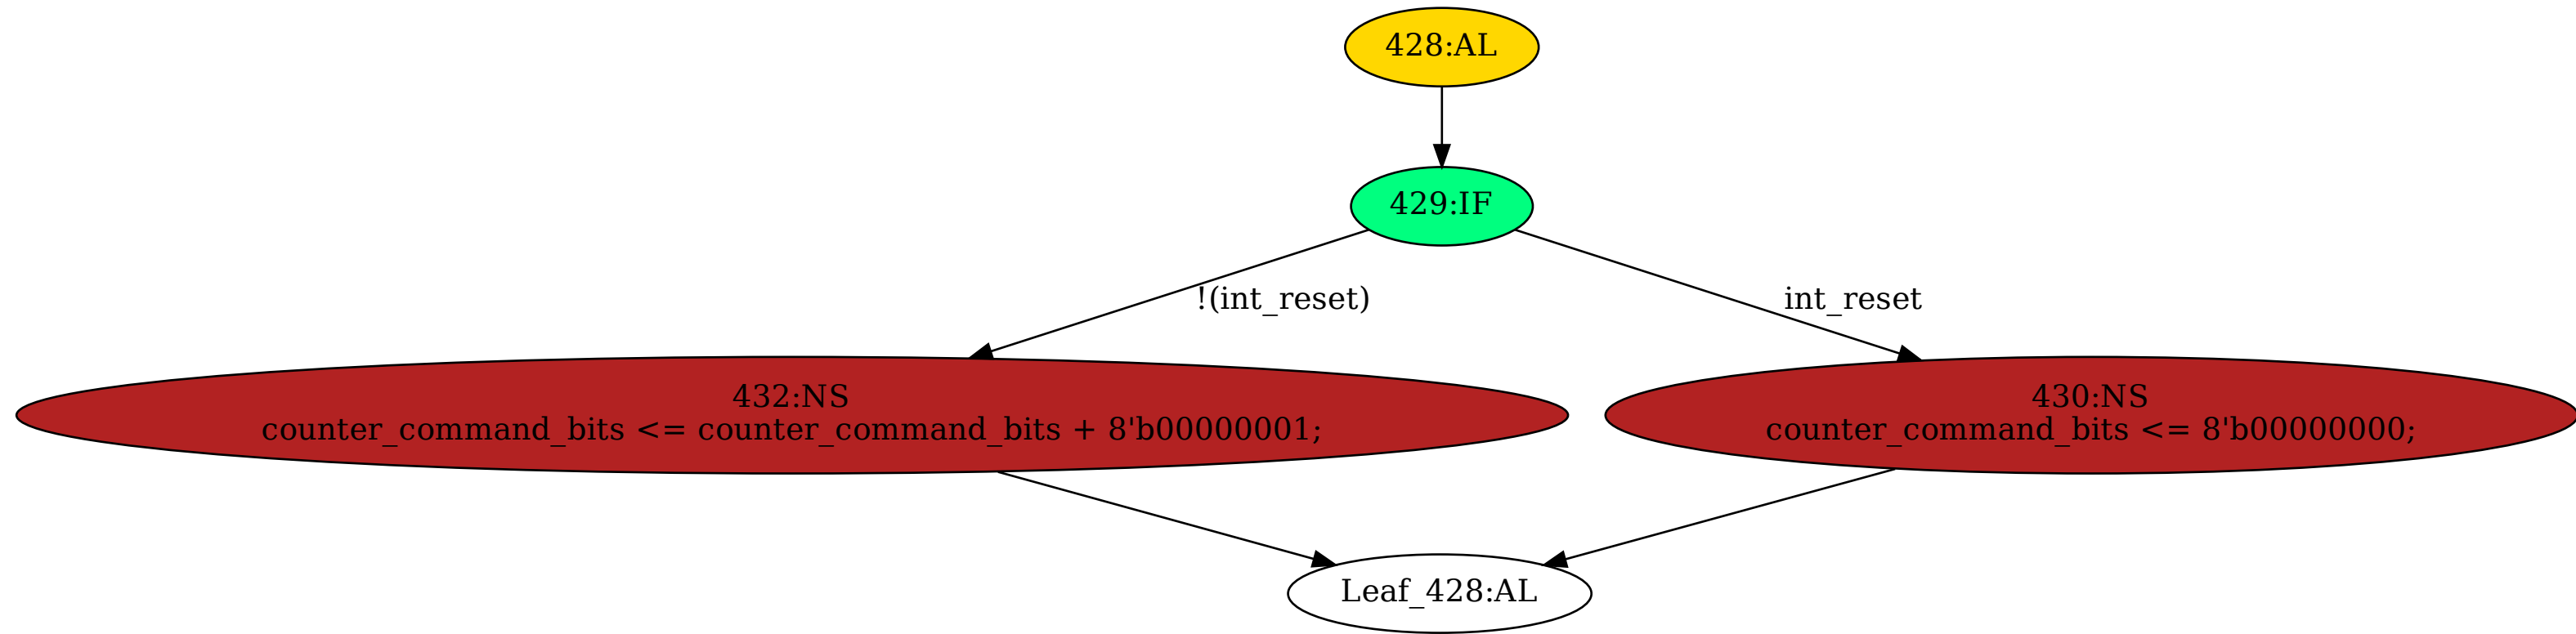 428:AL
429:IF
!(int_reset)
int_reset
432:NS
counter_command_bits <= counter_command_bits + 8'b00000001;
430:NS
counter_command_bits <= 8'b00000000;
Leaf_428:AL